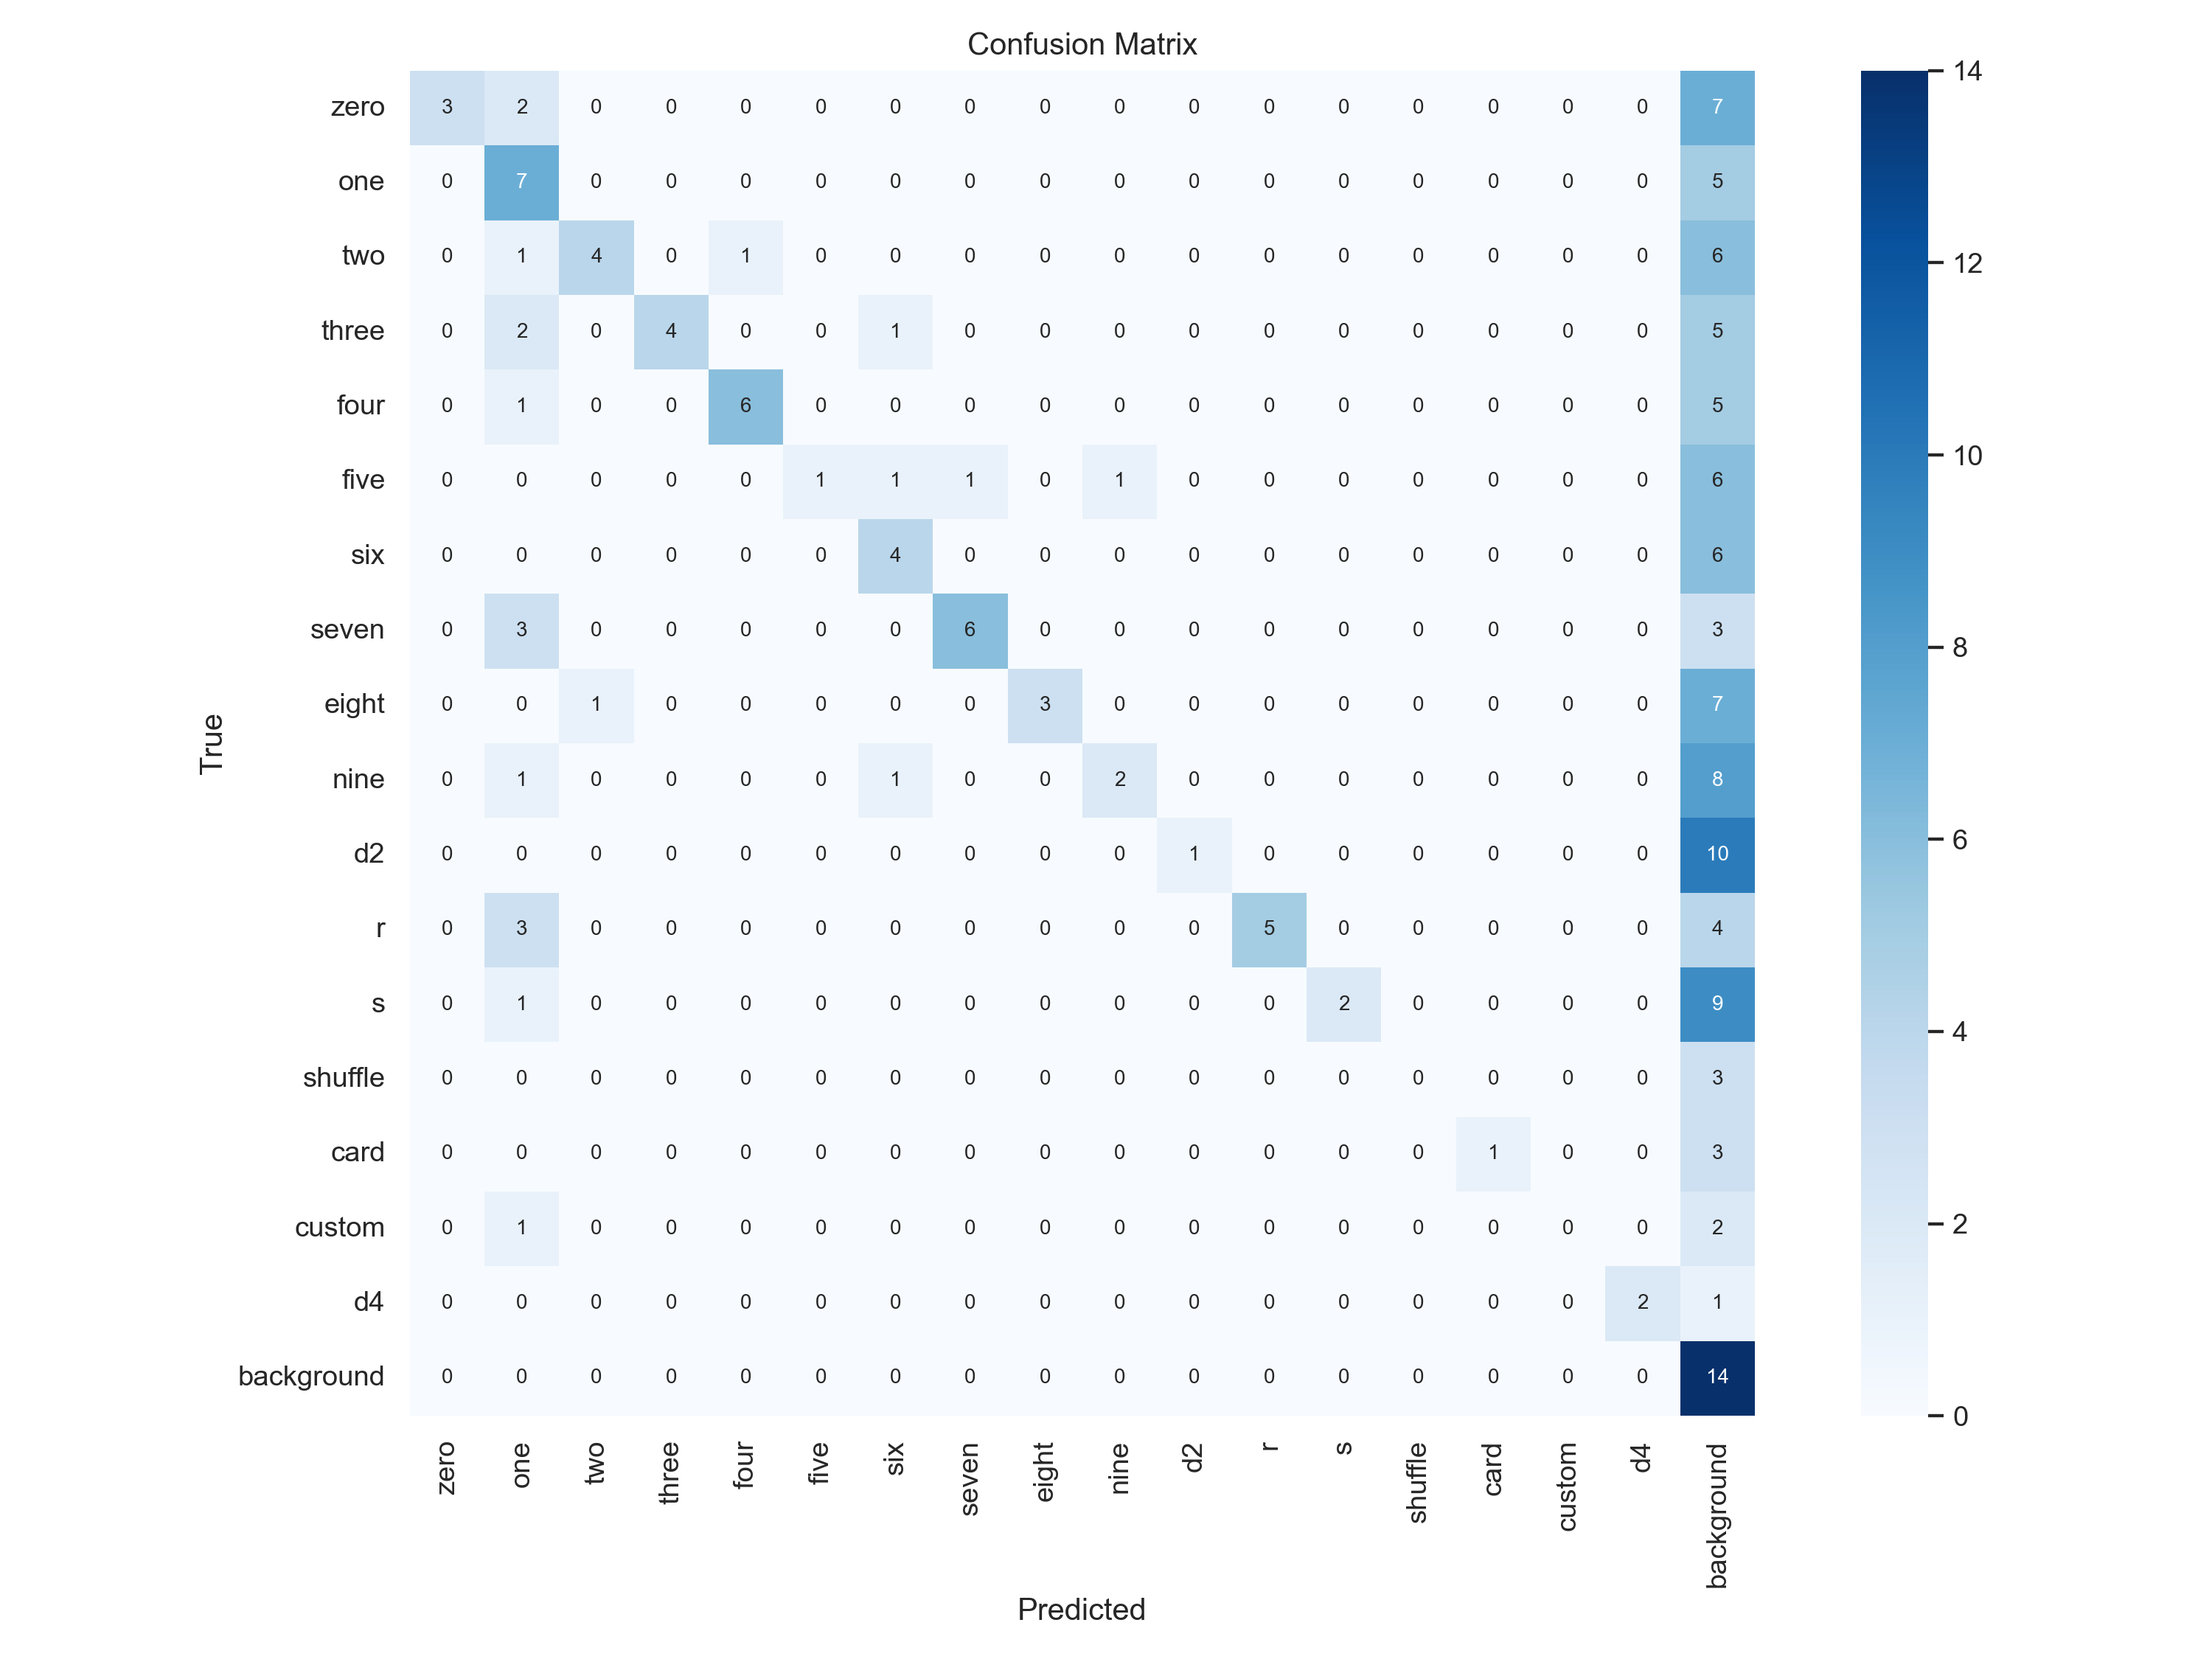 Confusion Matrix
zero 3 2 0 0 0 0 0 0 0 0 0 0 0 0 0 0 0 7
one 0 7 0 0 0 0 0 0 0 0 0 0 0 0 0 0 0 5
two 0 1 4 0 1 0 0 0 0 0 0 0 0 0 0 0 0 6
three 0 2 0 4 0 0 1 0 0 0 0 0 0 0 0 0 0 5
four 0 1 0 0 6 0 0 0 0 0 0 0 0 0 0 0 0 5
five 0 0 0 0 0 1 1 1 0 1 0 0 0 0 0 0 0 6
six 0 0 0 0 0 0 4 0 0 0 0 0 0 0 0 0 0 6
seven 0 3 0 0 0 0 0 6 0 0 0 0 0 0 0 0 0 3
eight 0 0 1 0 0 0 0 0 3 0 0 0 0 0 0 0 0 7
nine 0 1 0 0 0 0 1 0 0 2 0 0 0 0 0 0 0 8
d2 0 0 0 0 0 0 0 0 0 0 1 0 0 0 0 0 0 10
r 0 3 0 0 0 0 0 0 0 0 0 5 0 0 0 0 0 4
s 0 1 0 0 0 0 0 0 0 0 0 0 2 0 0 0 0 9
shuffle 0 0 0 0 0 0 0 0 0 0 0 0 0 0 0 0 0 3
card 0 0 0 0 0 0 0 0 0 0 0 0 0 0 1 0 0 3
custom 0 1 0 0 0 0 0 0 0 0 0 0 0 0 0 0 0 2
d4 0 0 0 0 0 0 0 0 0 0 0 0 0 0 0 0 2 1
background 0 0 0 0 0 0 0 0 0 0 0 0 0 0 0 0 0 14
zero one two three four five six seven eight nine d2 r s shuffle card custom d4 background
Predicted
True
14
12
10
8
6
4
2
0